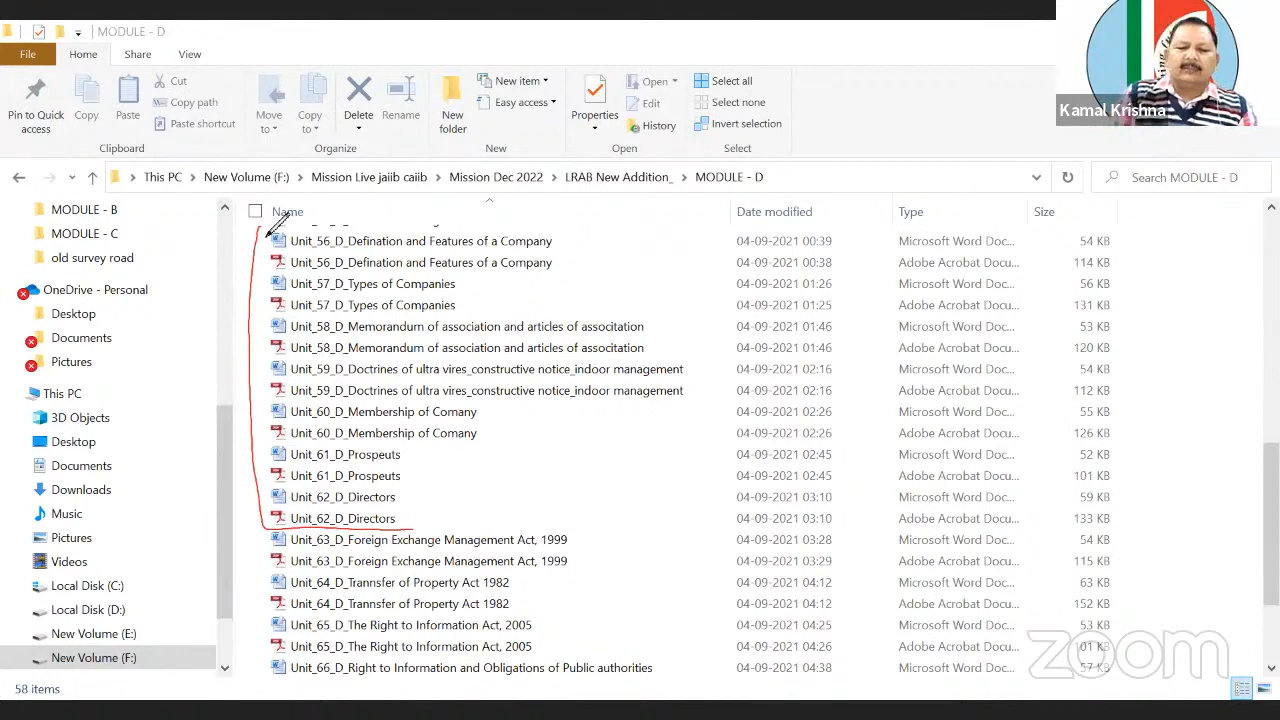 MODULE - D
File Home Share View
Cut
Copy path
Paste shortcut
Pin to Quick access
Copy
Paste
Clipboard
Move to
Copy to
Delete
Rename
Organize
New folder
New item
Easy access
New
Properties
Open
Edit
History
Open
Select all
Select none
Invert selection
Select
Kamal Krishna
This PC New Volume (F:) Mission Live jaiib caiib Mission Dec 2022 LRAB New Addition_ MODULE - D
Search MODULE - D
MODULE - B
MODULE - C
old survey road
OneDrive - Personal
Desktop
Documents
Pictures
This PC
3D Objects
Desktop
Documents
Downloads
Music
Pictures
Videos
Local Disk (C:)
Local Disk (D:)
New Volume (E:)
New Volume (F:)
Name Date modified Type Size
Unit_56_D_Defination and Features of a Company 04-09-2021 00:39 Microsoft Word Doc... 54 KB
Unit_56_D_Defination and Features of a Company 04-09-2021 00:38 Adobe Acrobat Docu... 114 KB
Unit_57_D_Types of Companies 04-09-2021 01:26 Microsoft Word Doc... 56 KB
Unit_57_D_Types of Companies 04-09-2021 01:25 Adobe Acrobat Docu... 131 KB
Unit_58_D_Memorandum of association and articles of associtation 04-09-2021 01:46 Microsoft Word Doc... 53 KB
Unit_58_D_Memorandum of association and articles of associtation 04-09-2021 01:46 Adobe Acrobat Docu... 120 KB
Unit_59_D_Doctrines of ultra vires_constructive notice_indoor management 04-09-2021 02:16 Microsoft Word Doc... 54 KB
Unit_59_D_Doctrines of ultra vires_constructive notice_indoor management 04-09-2021 02:16 Adobe Acrobat Docu... 112 KB
Unit_60_D_Membership of Comany 04-09-2021 02:26 Microsoft Word Doc... 55 KB
Unit_60_D_Membership of Comany 04-09-2021 02:26 Adobe Acrobat Docu... 126 KB
Unit_61_D_Prospeuts 04-09-2021 02:45 Microsoft Word Doc... 52 KB
Unit_61_D_Prospeuts 04-09-2021 02:45 Adobe Acrobat Docu... 101 KB
Unit_62_D_Directors 04-09-2021 03:10 Microsoft Word Doc... 59 KB
Unit_62_D_Directors 04-09-2021 03:10 Adobe Acrobat Docu... 133 KB
Unit_63_D_Foreign Exchange Management Act, 1999 04-09-2021 03:28 Microsoft Word Doc... 54 KB
Unit_63_D_Foreign Exchange Management Act, 1999 04-09-2021 03:29 Adobe Acrobat Docu... 115 KB
Unit_64_D_Trannsfer of Property Act 1982 04-09-2021 04:12 Microsoft Word Doc... 63 KB
Unit_64_D_Trannsfer of Property Act 1982 04-09-2021 04:12 Adobe Acrobat Docu... 152 KB
Unit_65_D_The Right to Information Act, 2005 04-09-2021 04:25 Microsoft Word Doc... 53 KB
Unit_65_D_The Right to Information Act, 2005 04-09-2021 04:26 Adobe Acrobat Docu... KB
Unit_66_D_Right to Information and Obligations of Public authorities 04-09-2021 04:38 Microsoft Word Doc... 57 KB
zoom
58 items